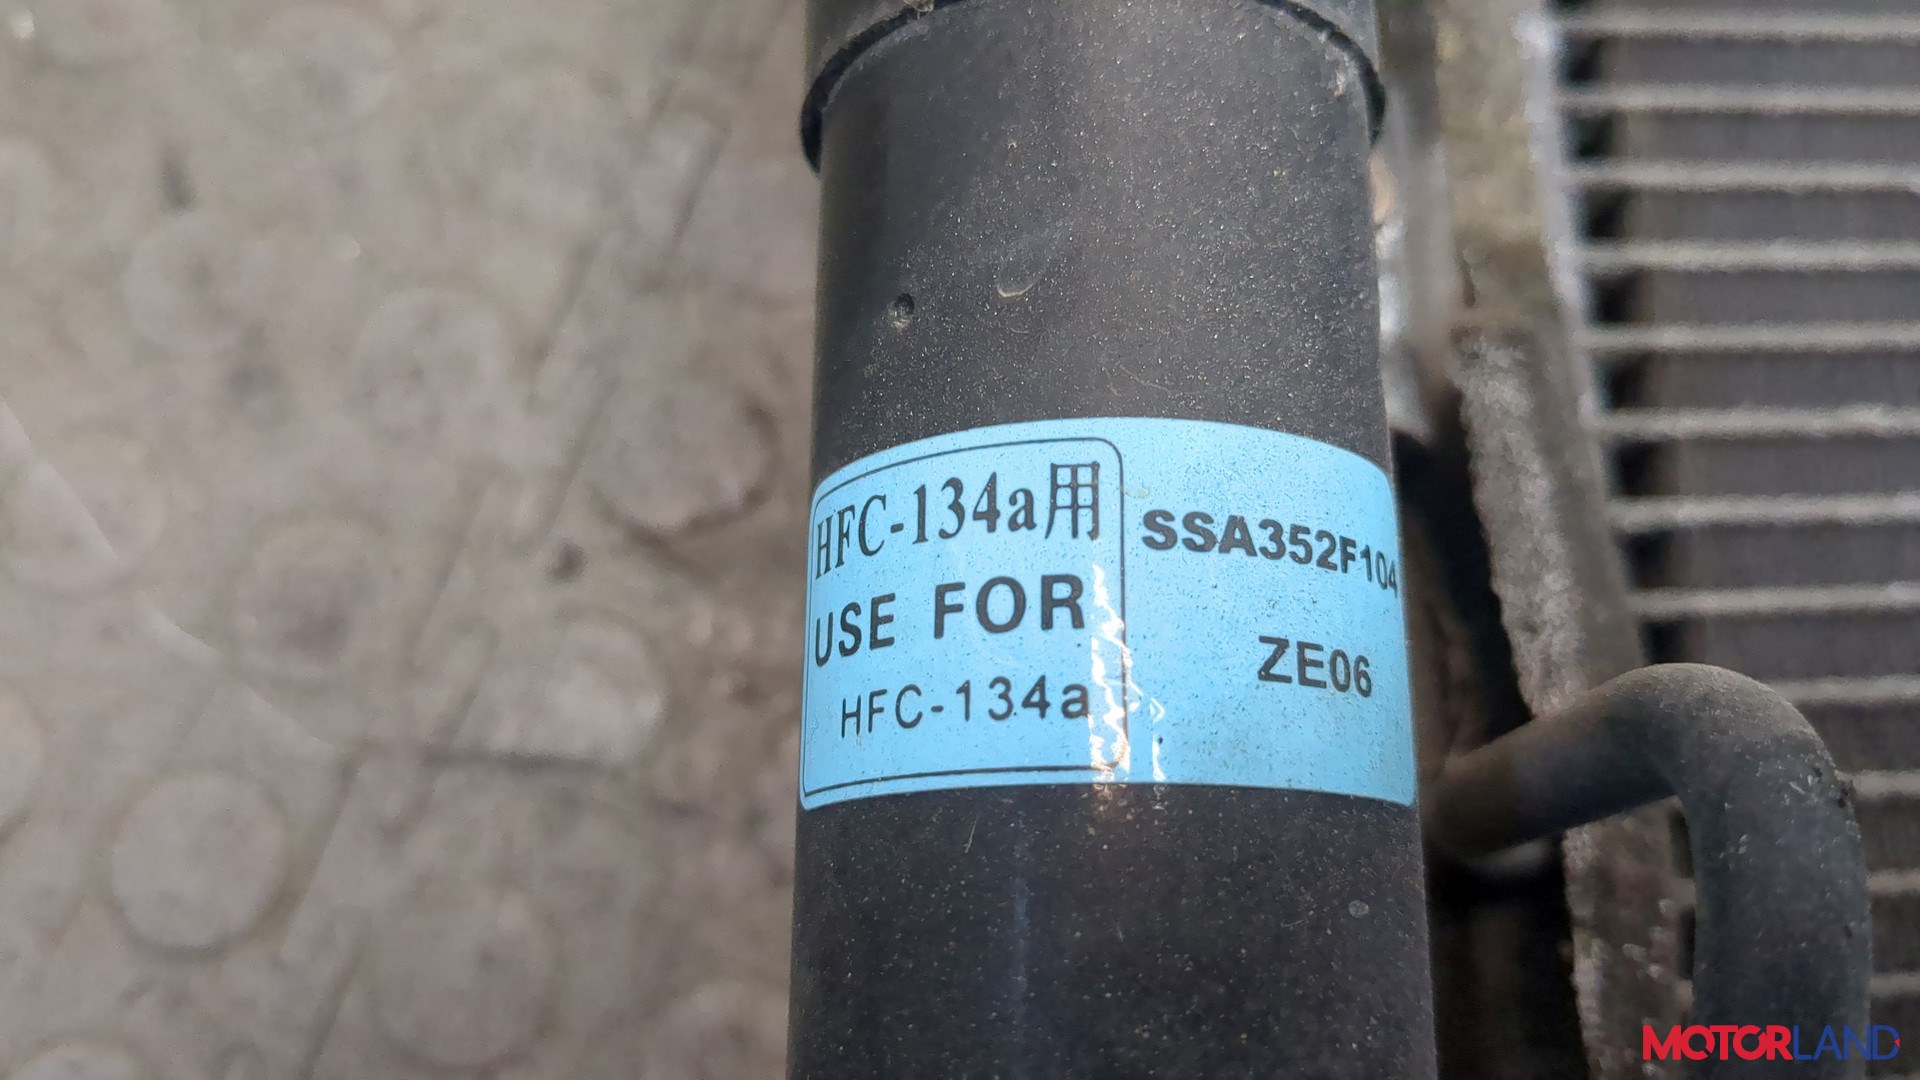 HFC-134a用
USE FOR
HFC-134a
SSA352F104
ZE06
MOTORLAND